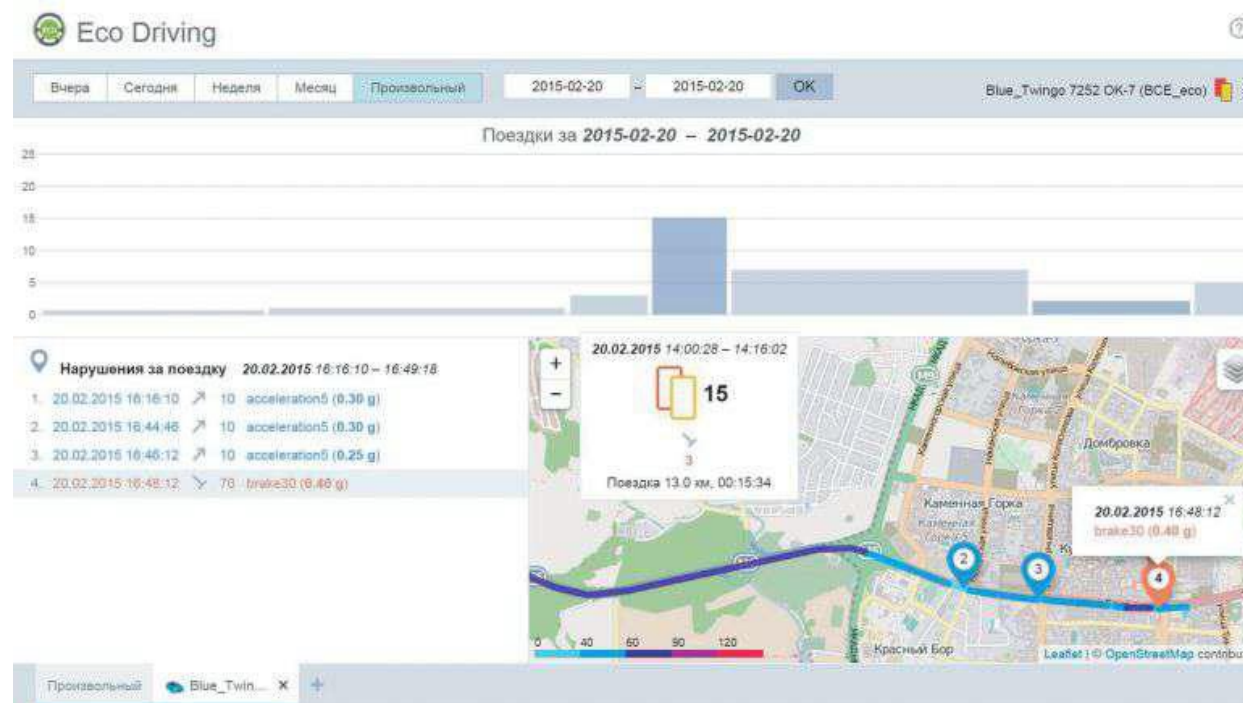 Eco Driving
Вчера Сегодня Неделя Месяц Произвольный 2015-02-20 – 2015-02-20 OK Blue_Twingo 7252 OK-7 (BCE_eco)
Поездки за 2015-02-20 – 2015-02-20
25
20
15
10
5
0
Нарушения за поездку 20.02.2015 16:16:10 – 16:49:18
1. 20.02.2015 16:16:10 10 acceleration5 (0.30 g)
2. 20.02.2015 16:44:46 10 acceleration5 (0.30 g)
3. 20.02.2015 16:46:12 10 acceleration5 (0.25 g)
4. 20.02.2015 16:48:12 76 brake30 (0.40 g)
+
−
20.02.2015 14:00:28 – 14:16:02
15
3
Поездка 13.0 км, 00:15:34
Домбровка
Каменная Горка
20.02.2015 16:48:12
brake30 (0.40 g)
2
3
4
0 40 60 90 120
Красный Бор
Leaflet | © OpenStreetMap contribu
Произвольный Blue_Twin... × +